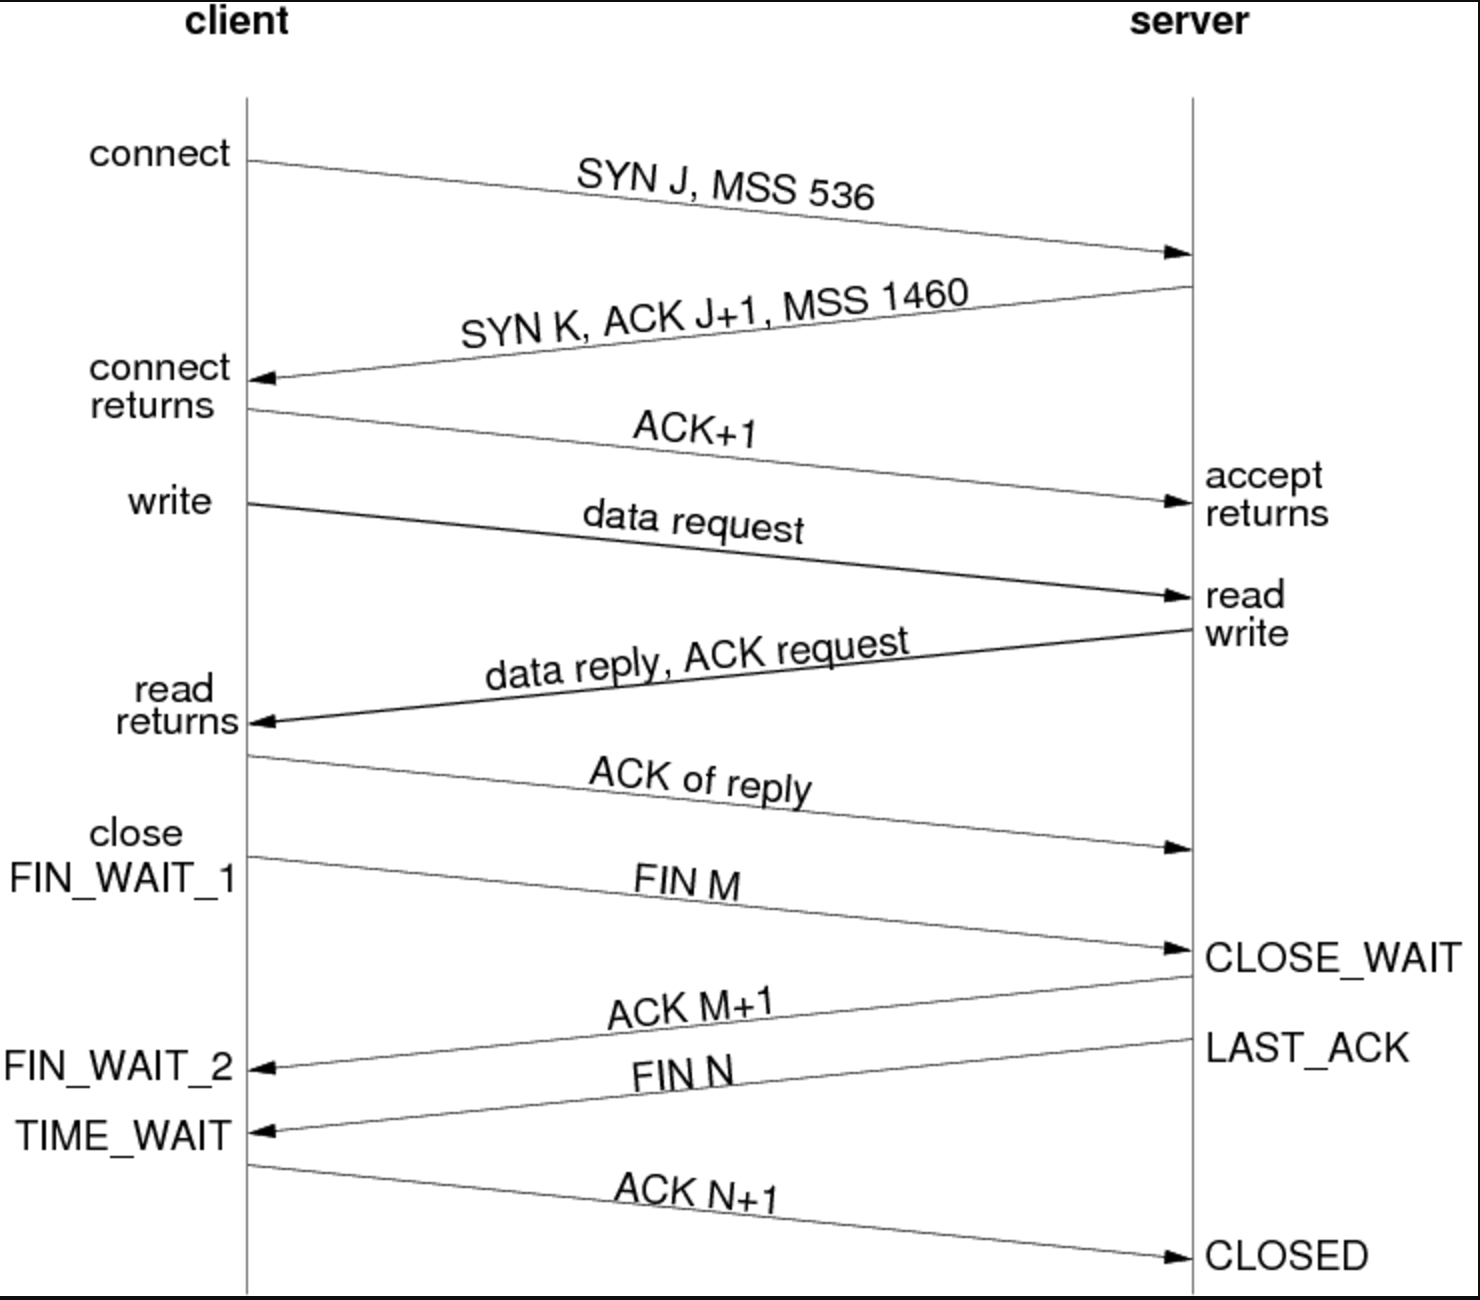 client
server
connect
SYN J, MSS 536
SYN K, ACK J+1, MSS 1460
connect
returns
ACK+1
accept
returns
write
data request
read
write
data reply, ACK request
read
returns
ACK of reply
close
FIN_WAIT_1
FIN M
CLOSE_WAIT
ACK M+1
FIN_WAIT_2
LAST_ACK
FIN N
TIME_WAIT
ACK N+1
CLOSED